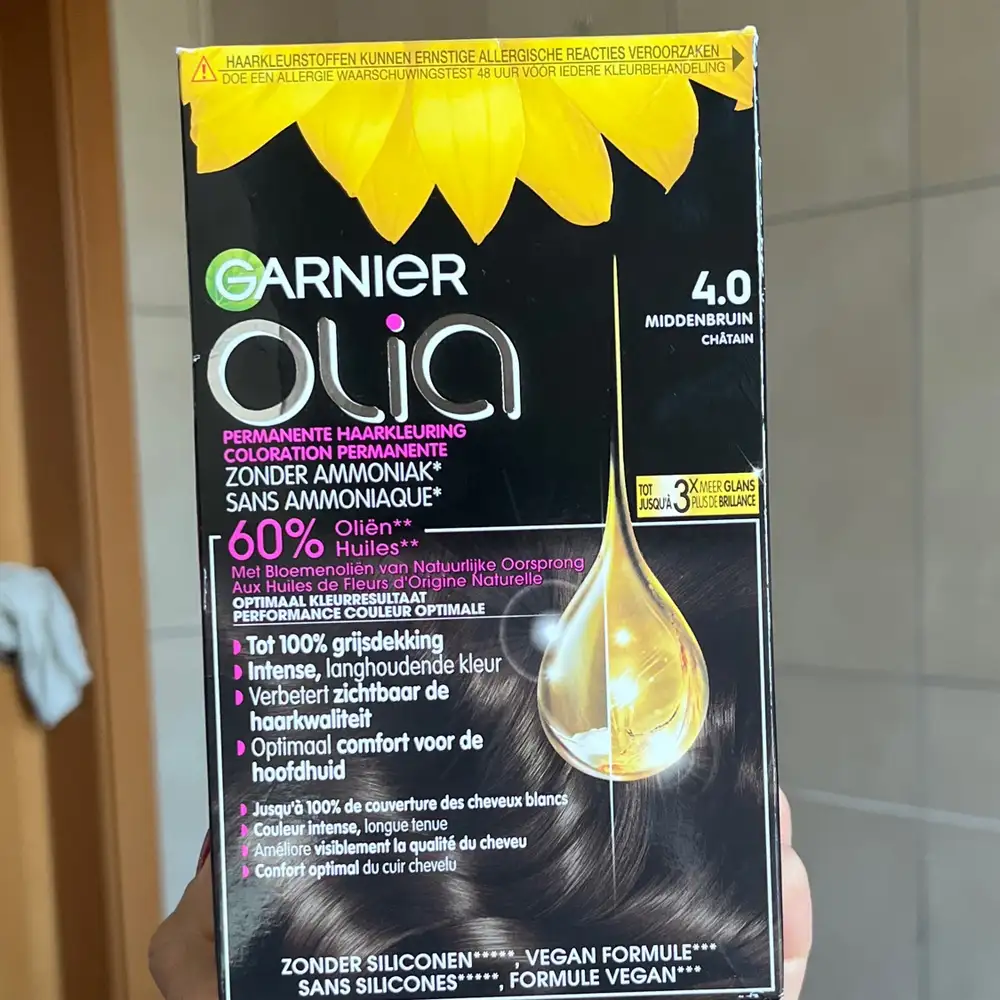 HAARKLEURSTOFFEN KUNNEN ERNSTIGE ALLERGISCHE REACTIES VEROORZAKEN
DOE EEN ALLERGIE WAARSCHUWINGSTEST 48 UUR VÓÓR IEDERE KLEURBEHANDELING
GARNIER
OLIA
4.0
MIDDENBRUIN
CHÂTAIN
PERMANENTE HAARKLEURING
COLORATION PERMANENTE
ZONDER AMMONIAK*
SANS AMMONIAQUE*
TOT
JUSQU'À
3X
MEER GLANS
PLUS DE BRILLANCE
60% Oliën**
Huiles**
Met Bloemenoliën van Natuurlijke Oorsprong
Aux Huiles de Fleurs d'Origine Naturelle
OPTIMAAL KLEURRESULTAAT
PERFORMANCE COULEUR OPTIMALE
Tot 100% grijsdekking
Intense, langhoudende kleur
Verbetert zichtbaar de
haarkwaliteit
Optimaal comfort voor de
hoofdhuid
Jusqu'à 100% de couverture des cheveux blancs
Couleur intense, longue tenue
Améliore visiblement la qualité du cheveu
Confort optimal du cuir chevelu
ZONDER SILICONEN*****, VEGAN FORMULE***
SANS SILICONES*****, FORMULE VEGAN***